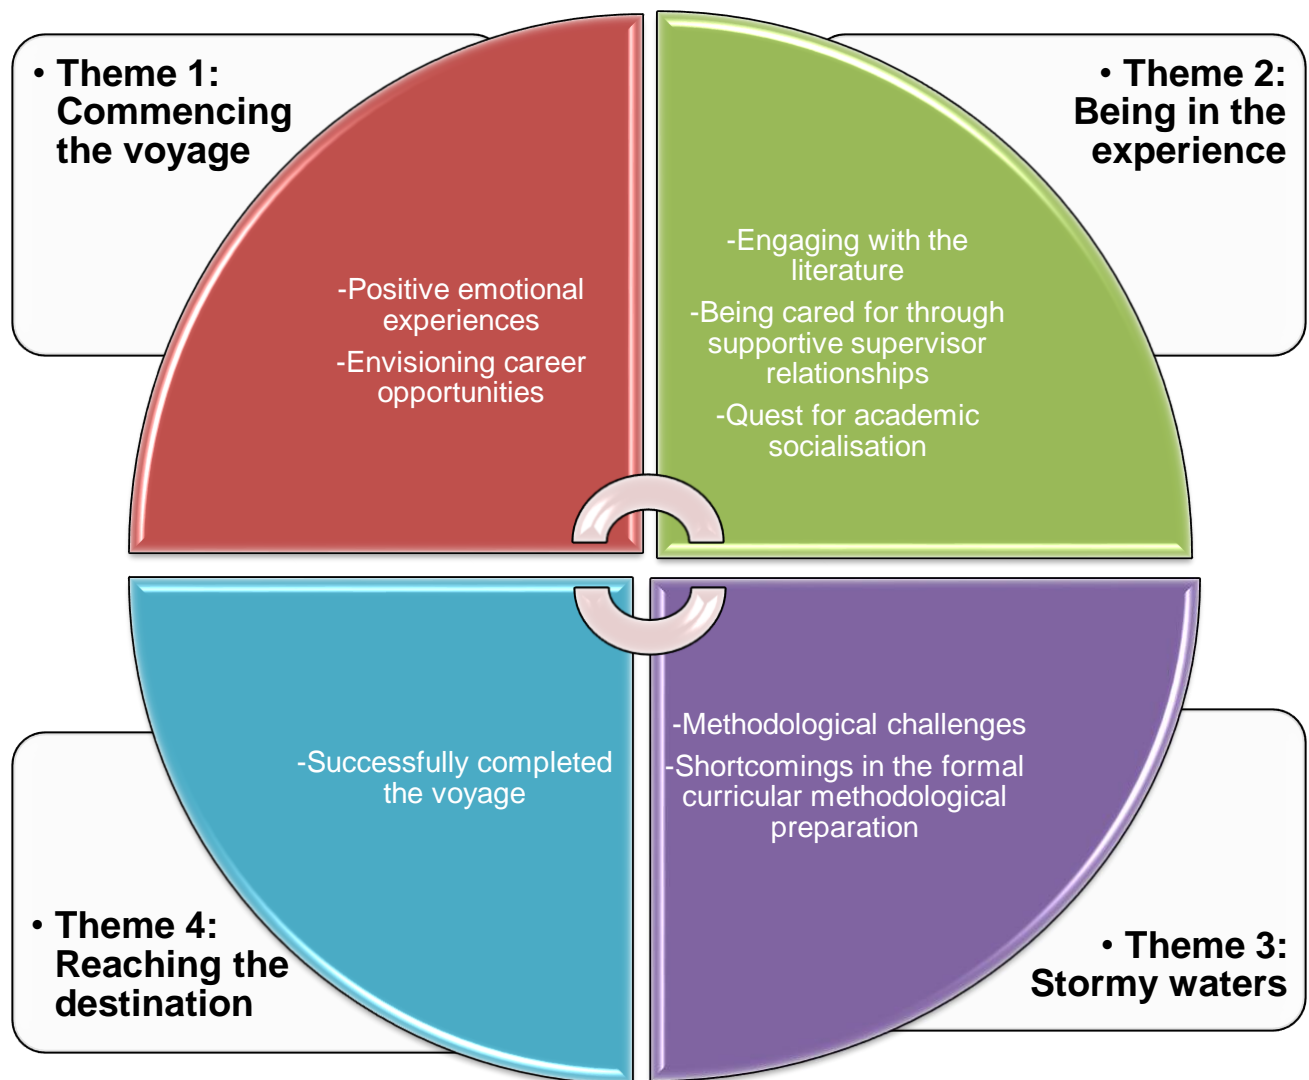 • Theme 1:
Commencing
the voyage
-Positive emotional
experiences
-Envisioning career
opportunities
• Theme 2:
Being in the
experience
-Engaging with the
literature
-Being cared for through
supportive supervisor
relationships
-Quest for academic
socialisation
• Theme 3:
Stormy waters
-Methodological challenges
-Shortcomings in the formal
curricular methodological
preparation
• Theme 4:
Reaching the
destination
-Successfully completed
the voyage